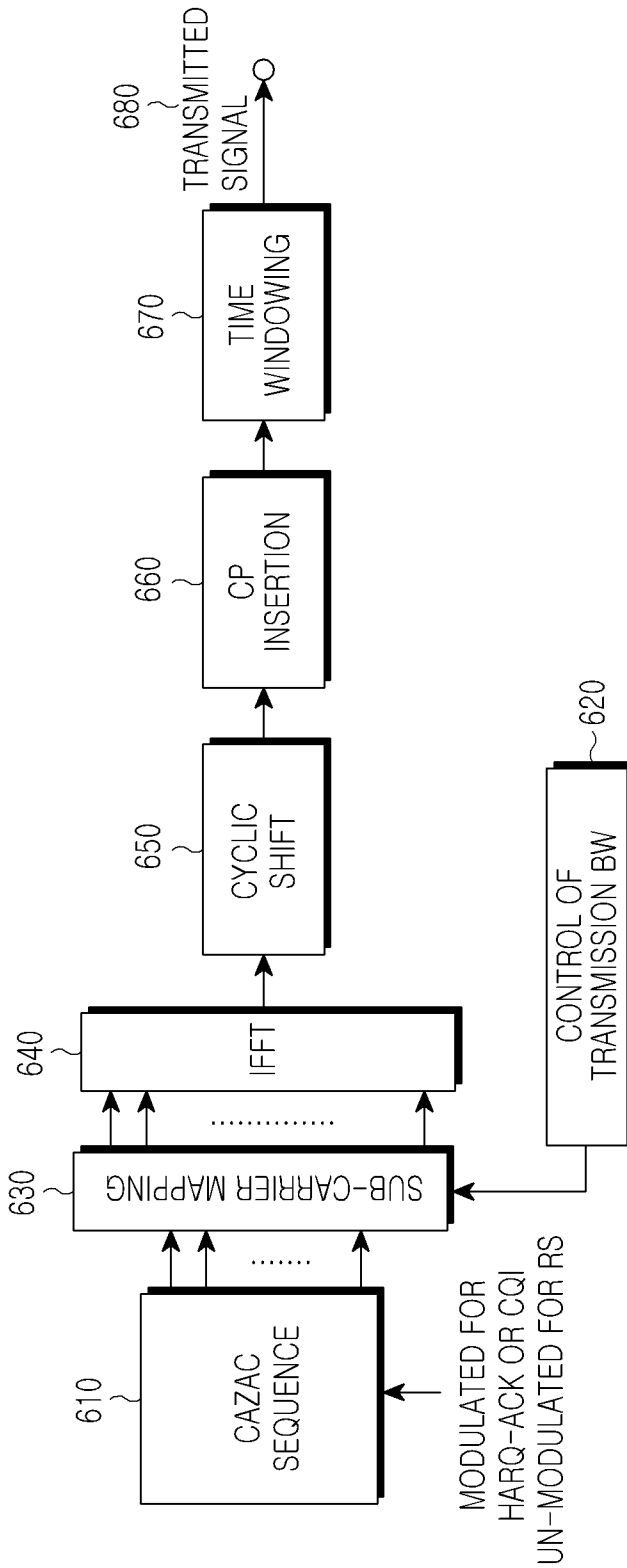 610
CAZAC
SEQUENCE
MODULATED FOR
HARQ-ACK OR CQI
UN-MODULATED FOR RS
630
SUB-CARRIER MAPPING
620
CONTROL OF
TRANSMISSION BW
640
IFFT
650
CYCLIC
SHIFT
660
CP
INSERTION
670
TIME
WINDOWING
680
TRANSMITTED
SIGNAL